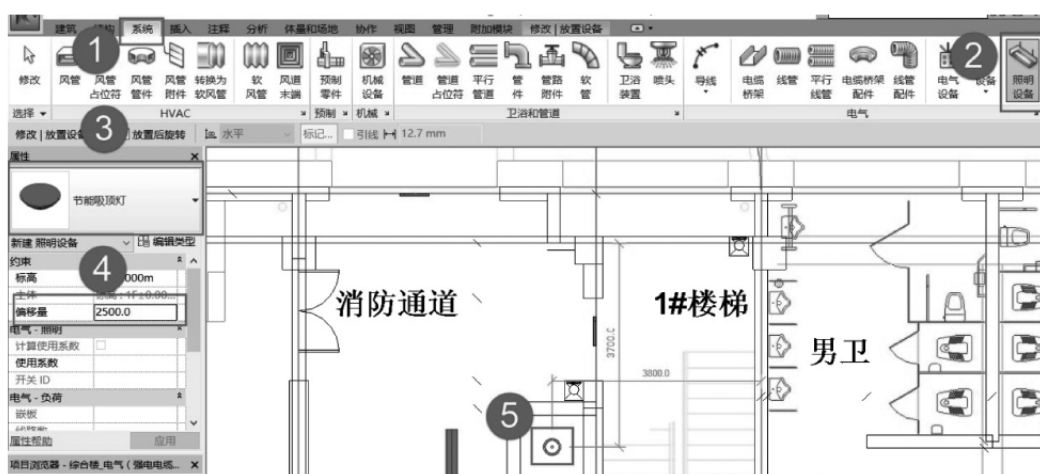 建筑 结构 系统 插入 注释 分析 体量和场地 协作 视图 管理 附加模块 修改 | 放置设备
1
2
修改 风管 风管占位符 风管管件 风管附件 转换为软风管 软风管 风道末端 预制零件 机械设备 管道 管道占位符 平行管道 管件 管路附件 软管 卫浴装置 喷头 导线 电缆桥架 线管 平行线管 电缆桥架配件 线管配件 电气设备 设备 照明设备
选择 HVAC 预制 机械 卫浴和管道 电气
3
修改 | 放置设备 放置后旋转 水平 标记... 引线 12.7 mm
属性
节能吸顶灯
新建 照明设备 编辑类型
约束
4
标高 000m
主体 标高 : 1F±0.00...
偏移量 2500.0
电气 - 照明
计算使用系数
使用系数
开关 ID
电气 - 负荷
嵌板
线路数
属性帮助 应用
项目浏览器 - 综合楼_电气 ( 强电电缆...
消防通道 1#楼梯 男卫
3700.0
3800.0
5